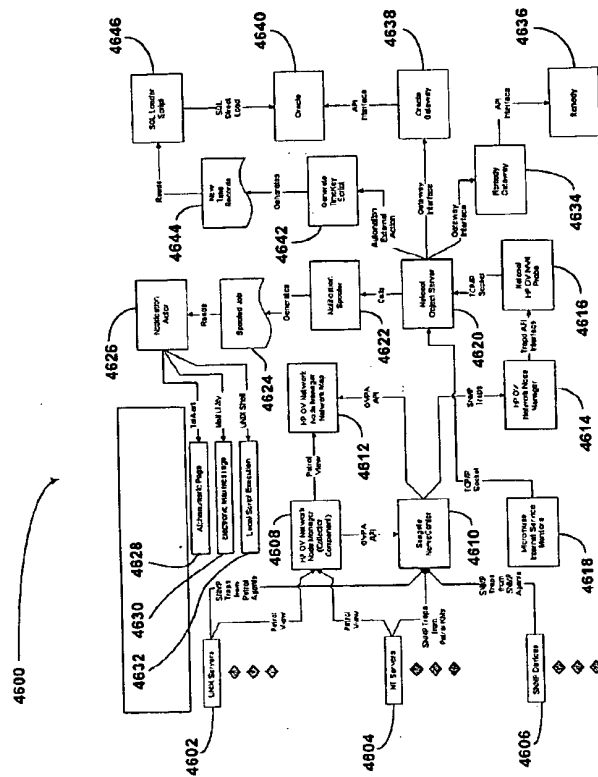 4600
4602
UNIX Servers
4604
NT Servers
4606
SNMP Devices
4628
Alphanumeric Page
4630
Electronic Mail Message
4632
Local Script Execution
TelAlert
Mail Utility
UNIX Shell
SNMP
Traps
from
Patrol
Agents
Patrol
View
Patrol
View
SNMP
Traps
from
Patrol KMs
SNMP
Traps
from
SNMP
Agents
4608
HP OV Network
Node Manager
(Collector
Component)
OVPA
API
4610
Seagate
NerveCenter
Patrol
View
4612
HP OV Network
Node Manager
Network Map
OVPA
API
SNMP
Traps
4614
HP OV
Network Node
Manager
Trapd API
Interface
4616
Netcool
HP OV NNM
Probe
TCP/IP
Socket
4618
Micromuse
Internet Service
Monitors
TCP/IP
Socket
4620
Netcool
Object Server
Calls
4622
Notification
Spooler
Generates
4624
Spooled Job
Reads
4626
Notification
Actor
Automation
External
Action
4642
Generate
TimeKey
Script
Generates
4644
New
Time
Records
Reads
4646
SQL Loader
Script
SQL
Direct
Load
4640
Oracle
API
Interface
4638
Oracle
Gateway
Gateway
Interface
Gateway
Interface
4634
Remedy
Gateway
API
Interface
4636
Remedy